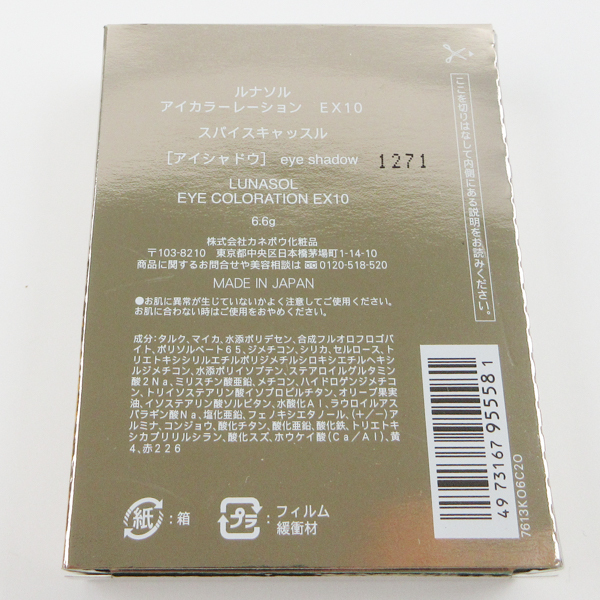 ルナソル
アイカラーレーション EX10
スパイスキャッスル
[アイシャドウ] eye shadow 1271
LUNASOL
EYE COLORATION EX10
6.6g
株式会社カネボウ化粧品
〒103-8210 東京都中央区日本橋茅場町1-14-10
商品に関するお問合せや美容相談は 0120-518-520
MADE IN JAPAN
●お肌に異常が生じていないかよく注意してご使用ください。
お肌に合わない時はご使用をおやめください。
成分:タルク、マイカ、水添ポリデセン、合成フルオロフロゴパ
イト、ポリソルベート65、ジメチコン、シリカ、セルロース、ト
リエトキシシリルエチルポリジメチルシロキシエチルヘキシ
ルジメチコン、水添ポリイソブテン、ステアロイルグルタミン
酸2Na、ミリスチン酸亜鉛、メチコン、ハイドロゲンジメチコ
ン、トリイソステアリン酸イソプロピルチタン、オリーブ果実
油、イソステアリン酸ソルビタン、水酸化Al、ラウロイルアス
パラギン酸Na、塩化亜鉛、フェノキシエタノール、(+/-)アル
ミナ、コンジョウ、酸化チタン、酸化亜鉛、酸化鉄、トリエトキ
シカプリリルシラン、酸化スズ、ホウケイ酸(Ca/Al)、黄
4、赤226
紙:箱
プラ:フィルム
緩衝材
ここを切りはなして内側にある説明をお読みください。
4973167955581
7613K06C20